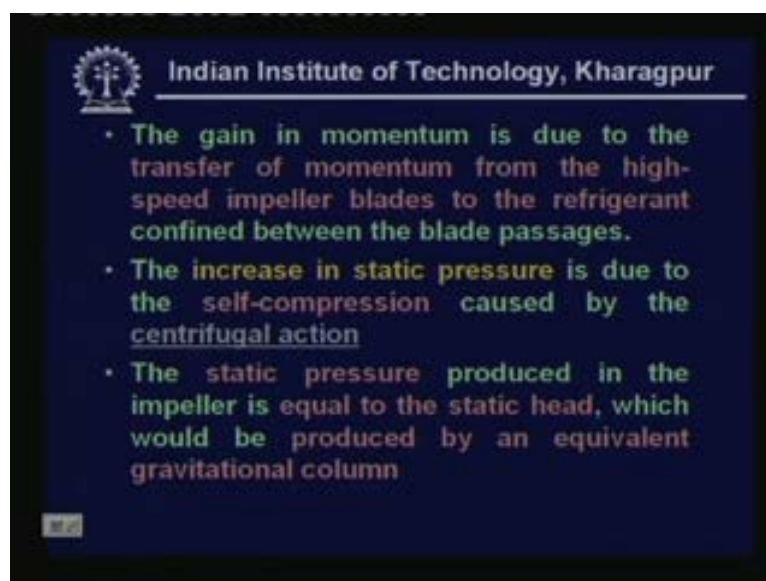 Indian Institute of Technology, Kharagpur
• The gain in momentum is due to the
transfer of momentum from the high-
speed impeller blades to the refrigerant
confined between the blade passages.
• The increase in static pressure is due to
the self-compression caused by the
centrifugal action
• The static pressure produced in the
impeller is equal to the static head, which
would be produced by an equivalent
gravitational column